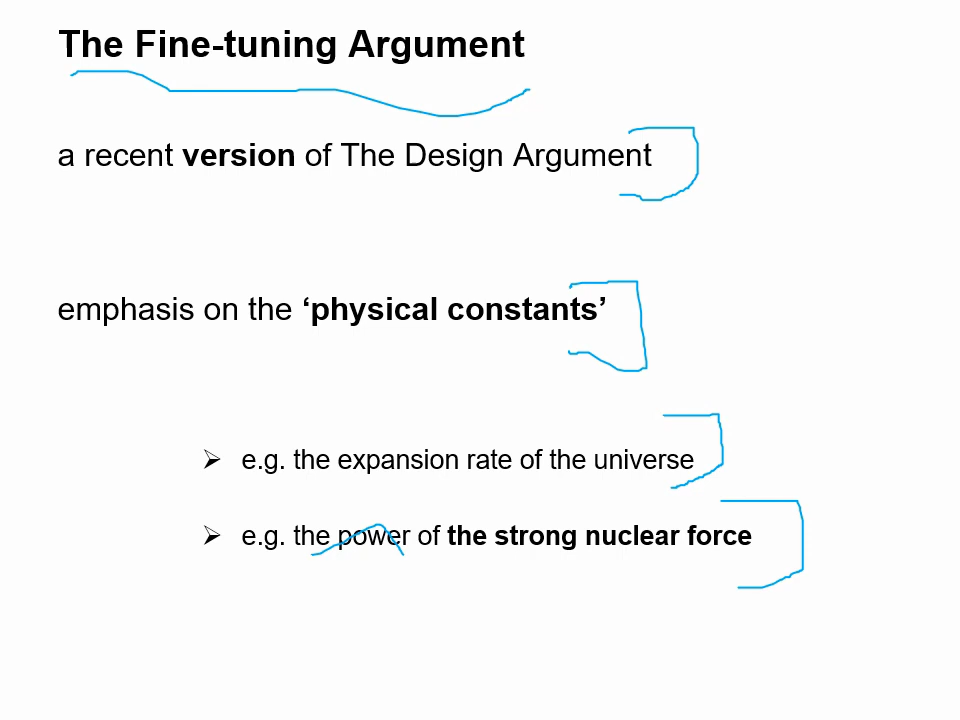 The Fine-tuning Argument
a recent version of The Design Argument
emphasis on the ‘physical constants’
➢ e.g. the expansion rate of the universe
➢ e.g. the power of the strong nuclear force